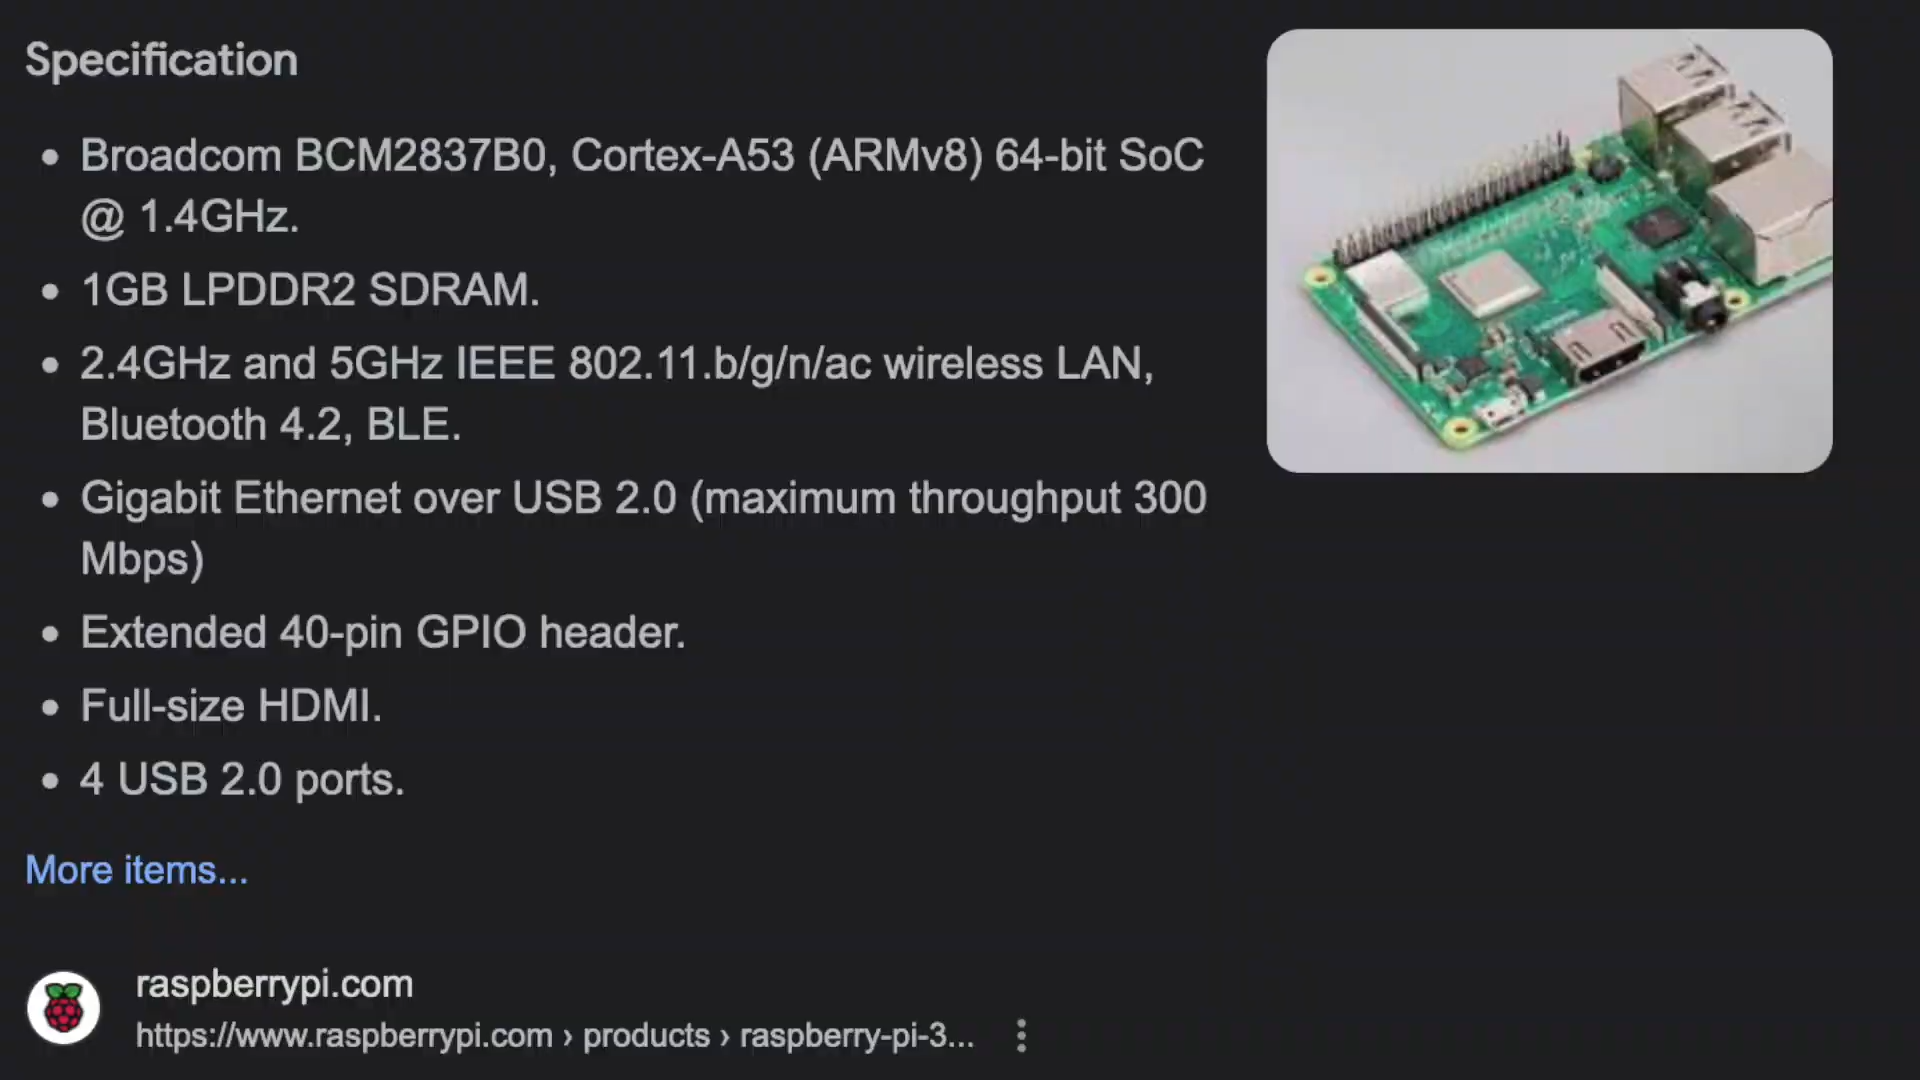 Specification
Broadcom BCM2837B0, Cortex-A53 (ARMv8) 64-bit SoC
@ 1.4GHz.
1GB LPDDR2 SDRAM.
2.4GHz and 5GHz IEEE 802.11.b/g/n/ac wireless LAN,
Bluetooth 4.2, BLE.
Gigabit Ethernet over USB 2.0 (maximum throughput 300
Mbps)
Extended 40-pin GPIO header.
Full-size HDMI.
4 USB 2.0 ports.
More items...
raspberrypi.com
https://www.raspberrypi.com › products › raspberry-pi-3...